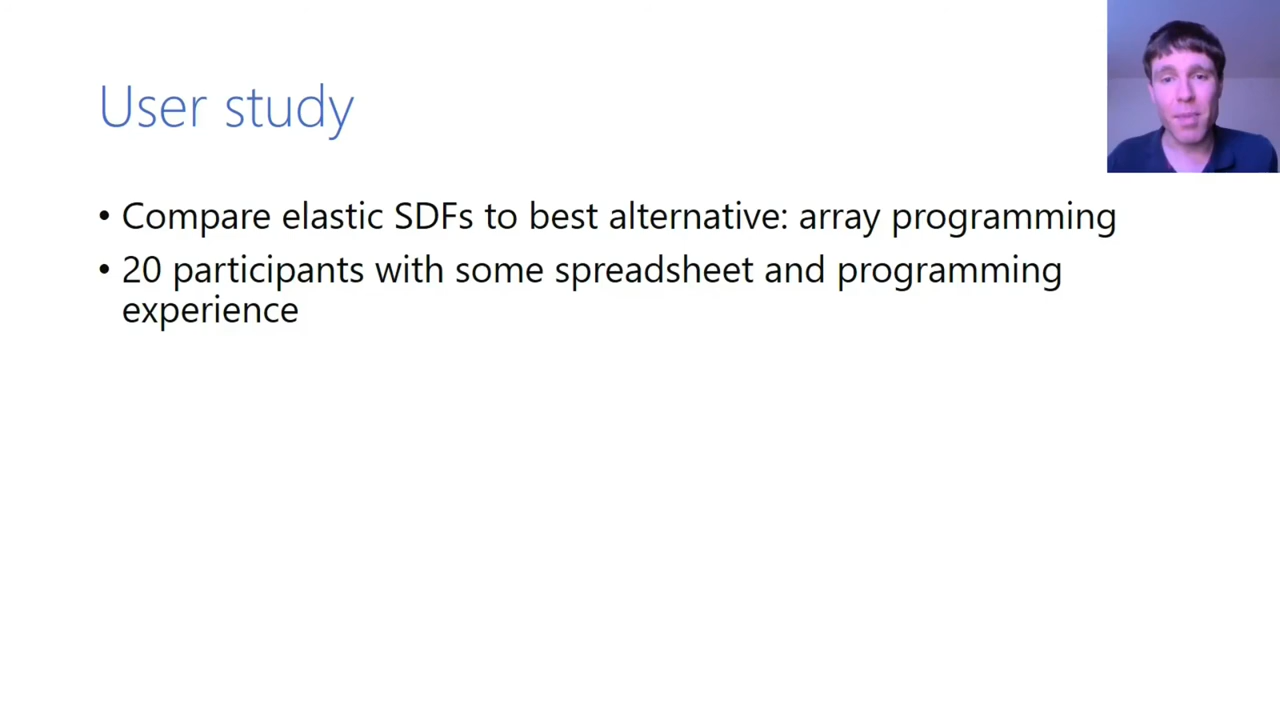 User study
• Compare elastic SDFs to best alternative: array programming
• 20 participants with some spreadsheet and programming
experience